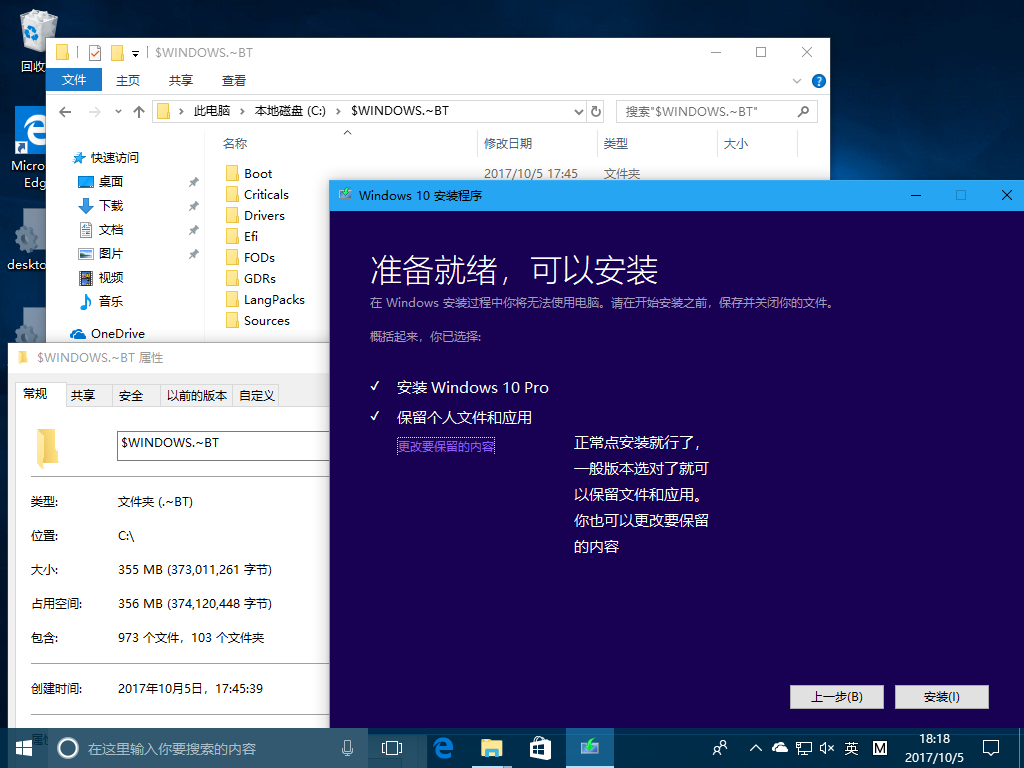 回收
Micro
Edg
deskto
$WINDOWS.~BT
文件
主页
共享
查看
此电脑
本地磁盘 (C:)
$WINDOWS.~BT
搜索"$WINDOWS.~BT"
快速访问
桌面
下载
文档
图片
视频
音乐
OneDrive
名称
修改日期
类型
大小
Boot
2017/10/5 17:45
文件夹
Criticals
Drivers
Efi
FODs
GDRs
LangPacks
Sources
$WINDOWS.~BT 属性
常规
共享
安全
以前的版本
自定义
$WINDOWS.~BT
类型:
文件夹 (.~BT)
位置:
C:\
大小:
355 MB (373,011,261 字节)
占用空间:
356 MB (374,120,448 字节)
包含:
973 个文件，103 个文件夹
创建时间:
2017年10月5日，17:45:39
Windows 10 安装程序
准备就绪，可以安装
在 Windows 安装过程中你将无法使用电脑。请在开始安装之前，保存并关闭你的文件。
概括起来，你已选择:
✓ 安装 Windows 10 Pro
✓ 保留个人文件和应用
更改要保留的内容
正常点安装就行了，
一般版本选对了就可
以保留文件和应用。
你也可以更改要保留
的内容
上一步(B)
安装(I)
在这里输入你要搜索的内容
英
M
18:18
2017/10/5